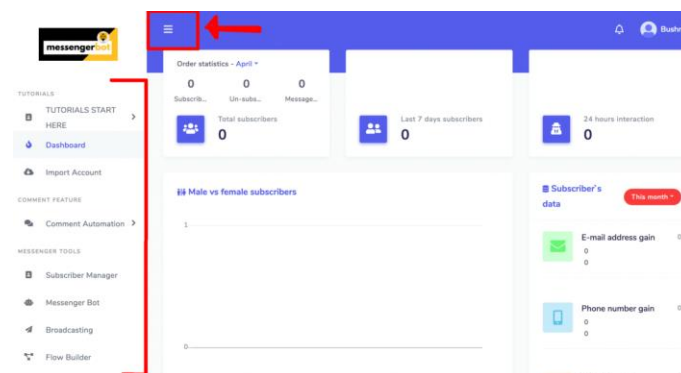 messengerbot
TUTORIALS
TUTORIALS START
HERE
Dashboard
Import Account
COMMENT FEATURE
Comment Automation
MESSENGER TOOLS
Subscriber Manager
Messenger Bot
Broadcasting
Flow Builder
Bushr
Order statistics - April
0 0 0
Subscrib... Un-subs... Message...
Total subscribers
0
Last 7 days subscribers
0
24 hours interaction
0
Male vs female subscribers
1
0
Subscriber's
data
This month
E-mail address gain 0
0
0
Phone number gain 0
0
0